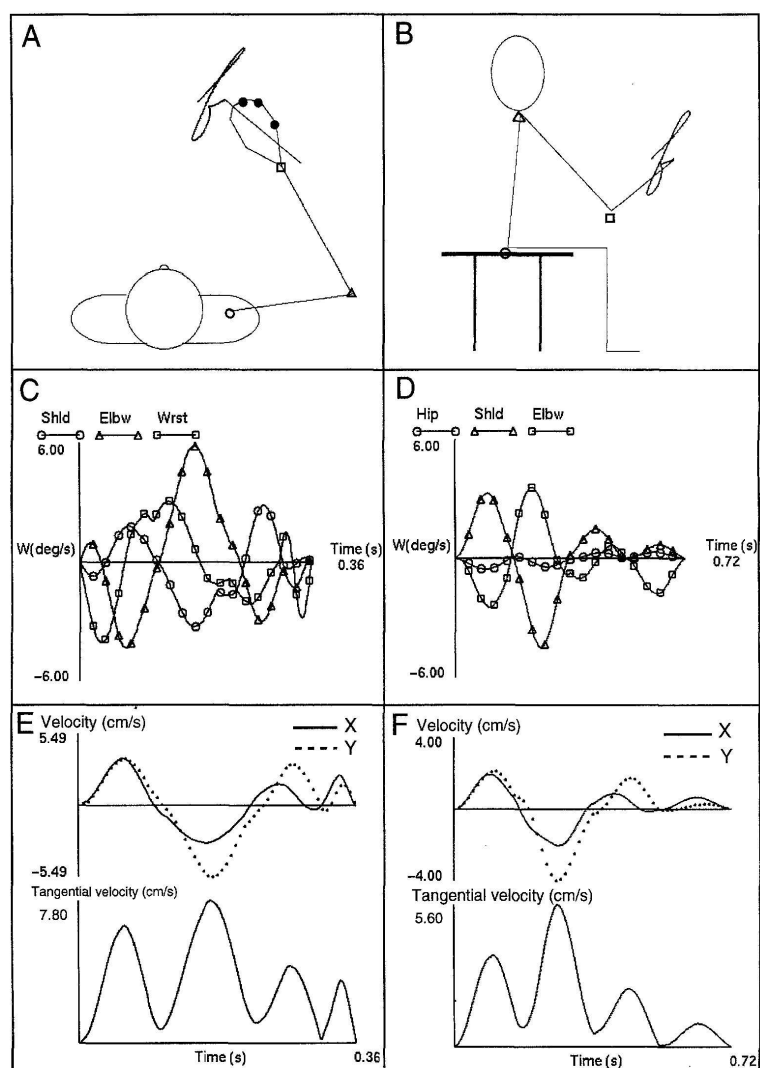 A
B
C
Shld Elbw Wrst
6.00
W(deg/s)
Time (s)
0.36
−6.00
D
Hip Shld Elbw
6.00
W(deg/s)
Time (s)
0.72
−6.00
E Velocity (cm/s)
5.49
X
Y
−5.49
Tangential velocity (cm/s)
7.80
Time (s)
0.36
F Velocity (cm/s)
4.00
X
Y
−4.00
Tangential velocity (cm/s)
5.60
Time (s)
0.72